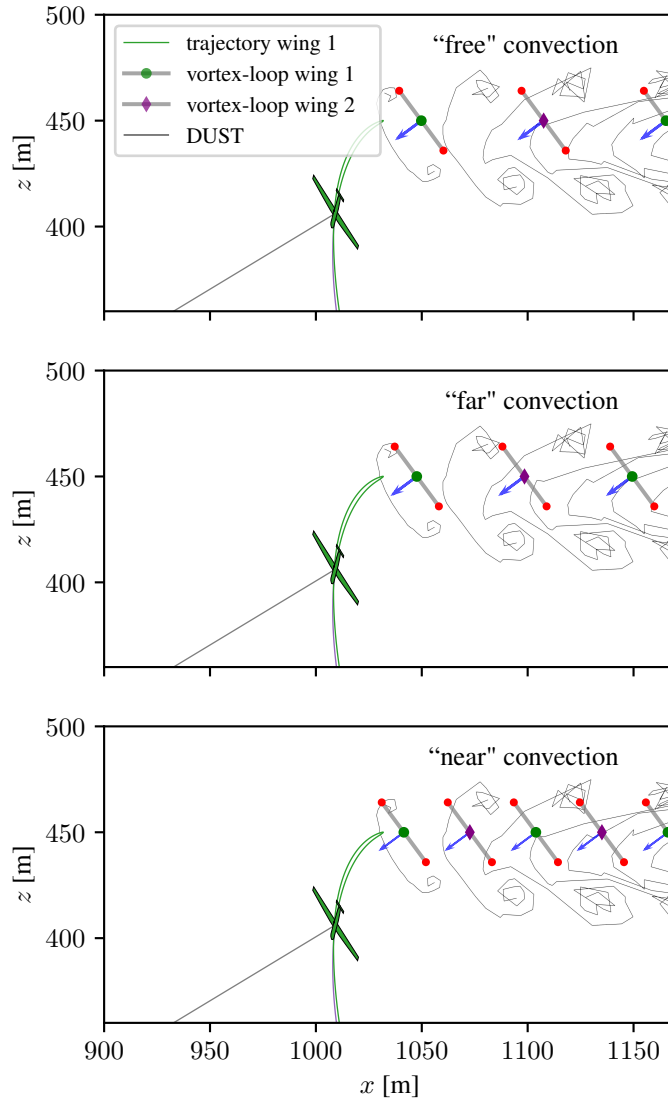 500
450
400
z [m]
trajectory wing 1
vortex-loop wing 1
vortex-loop wing 2
DUST
“free" convection
500
450
400
z [m]
“far" convection
500
450
400
z [m]
“near" convection
900
950
1000
1050
1100
1150
x [m]